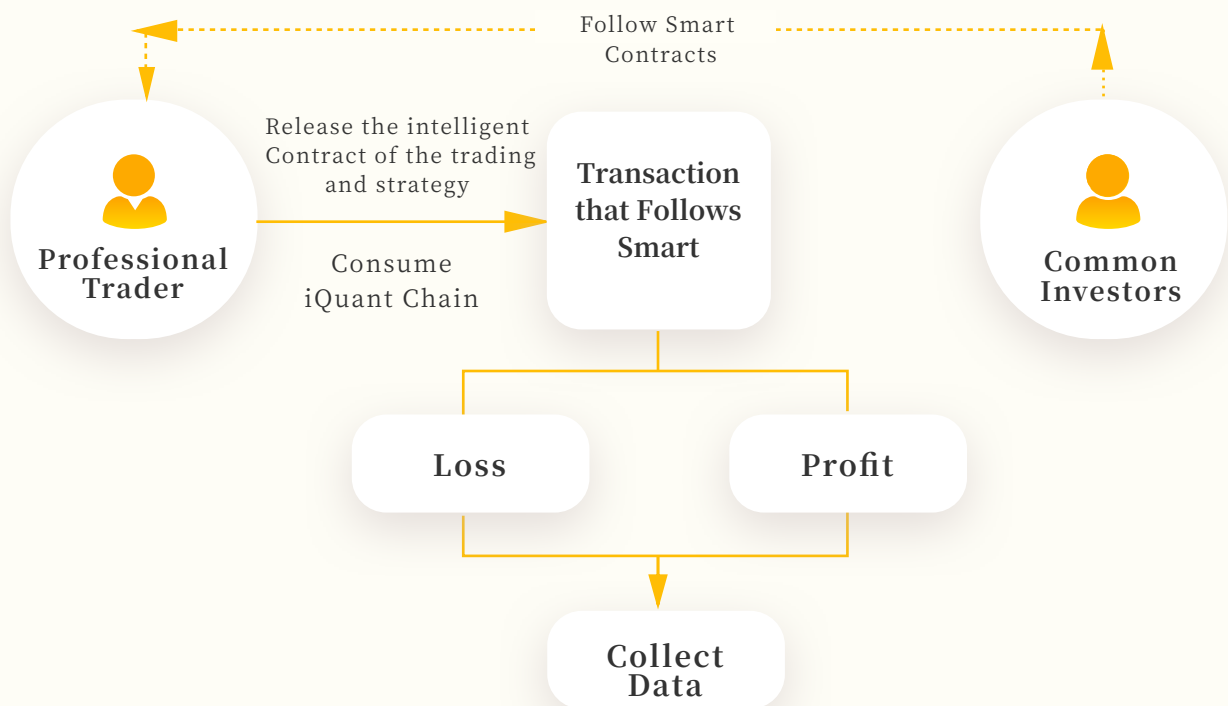 Follow Smart
Contracts
Release the intelligent
Contract of the trading
and strategy
Consume
iQuant Chain
Professional
Trader
Transaction
that Follows
Smart
Common
Investors
Loss
Profit
Collect
Data